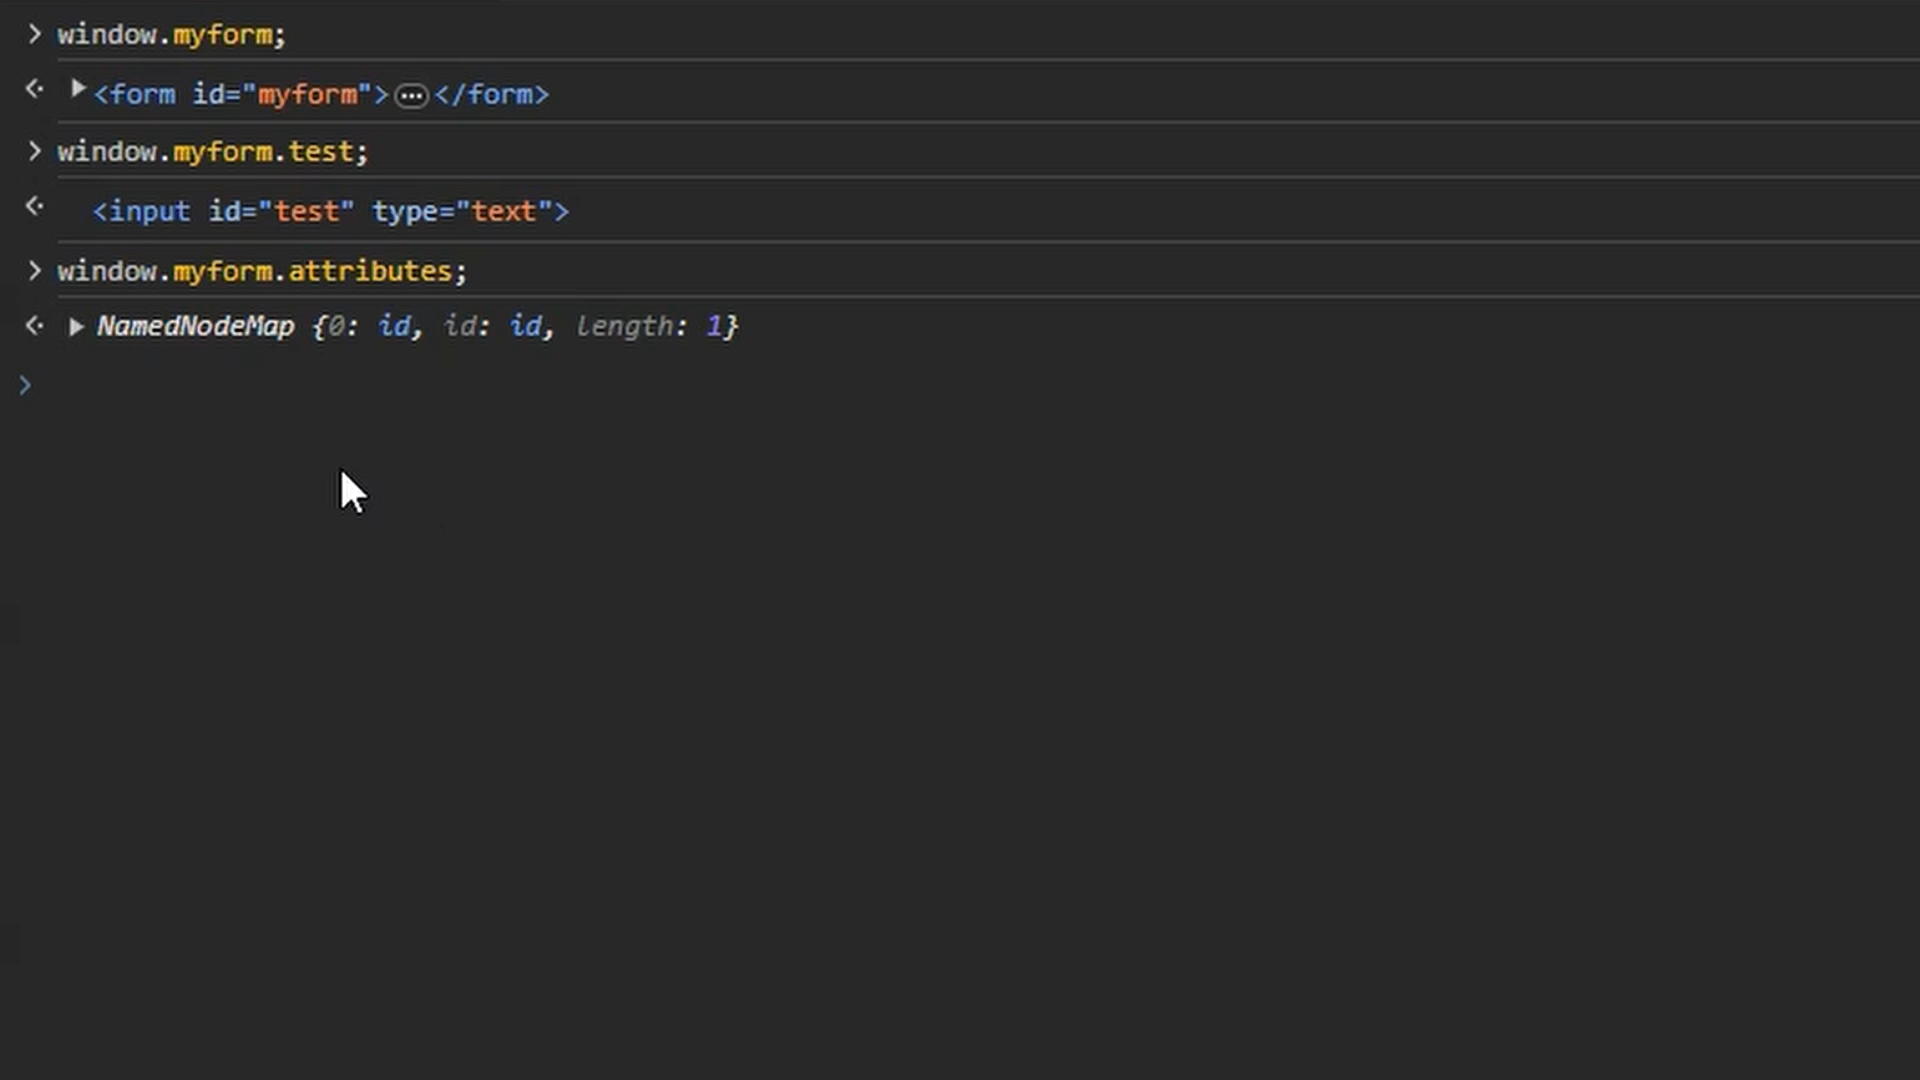 > window.myform;
<form id="myform">…</form>
> window.myform.test;
<input id="test" type="text">
> window.myform.attributes;
NamedNodeMap {0: id, id: id, length: 1}
>